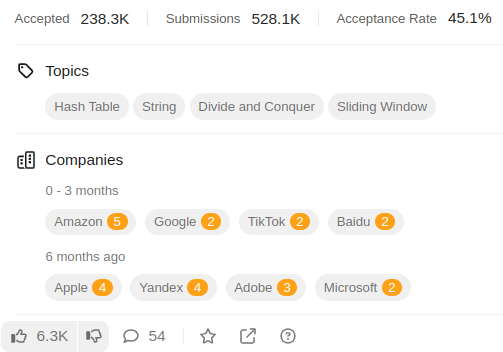 Accepted 238.3K Submissions 528.1K Acceptance Rate 45.1%
Topics
Hash Table String Divide and Conquer Sliding Window
Companies
0 - 3 months
Amazon 5 Google 2 TikTok 2 Baidu 2
6 months ago
Apple 4 Yandex 4 Adobe 3 Microsoft 2
6.3K 54